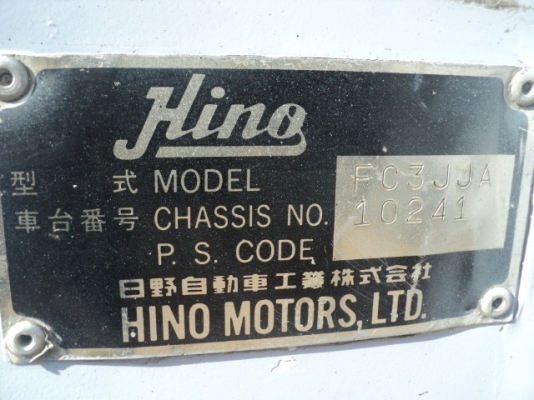 Hino
型 式 MODEL FC3JJA
車台番号 CHASSIS NO. 10241
P. S. CODE
日野自動車工業株式会社
HINO MOTORS, LTD.